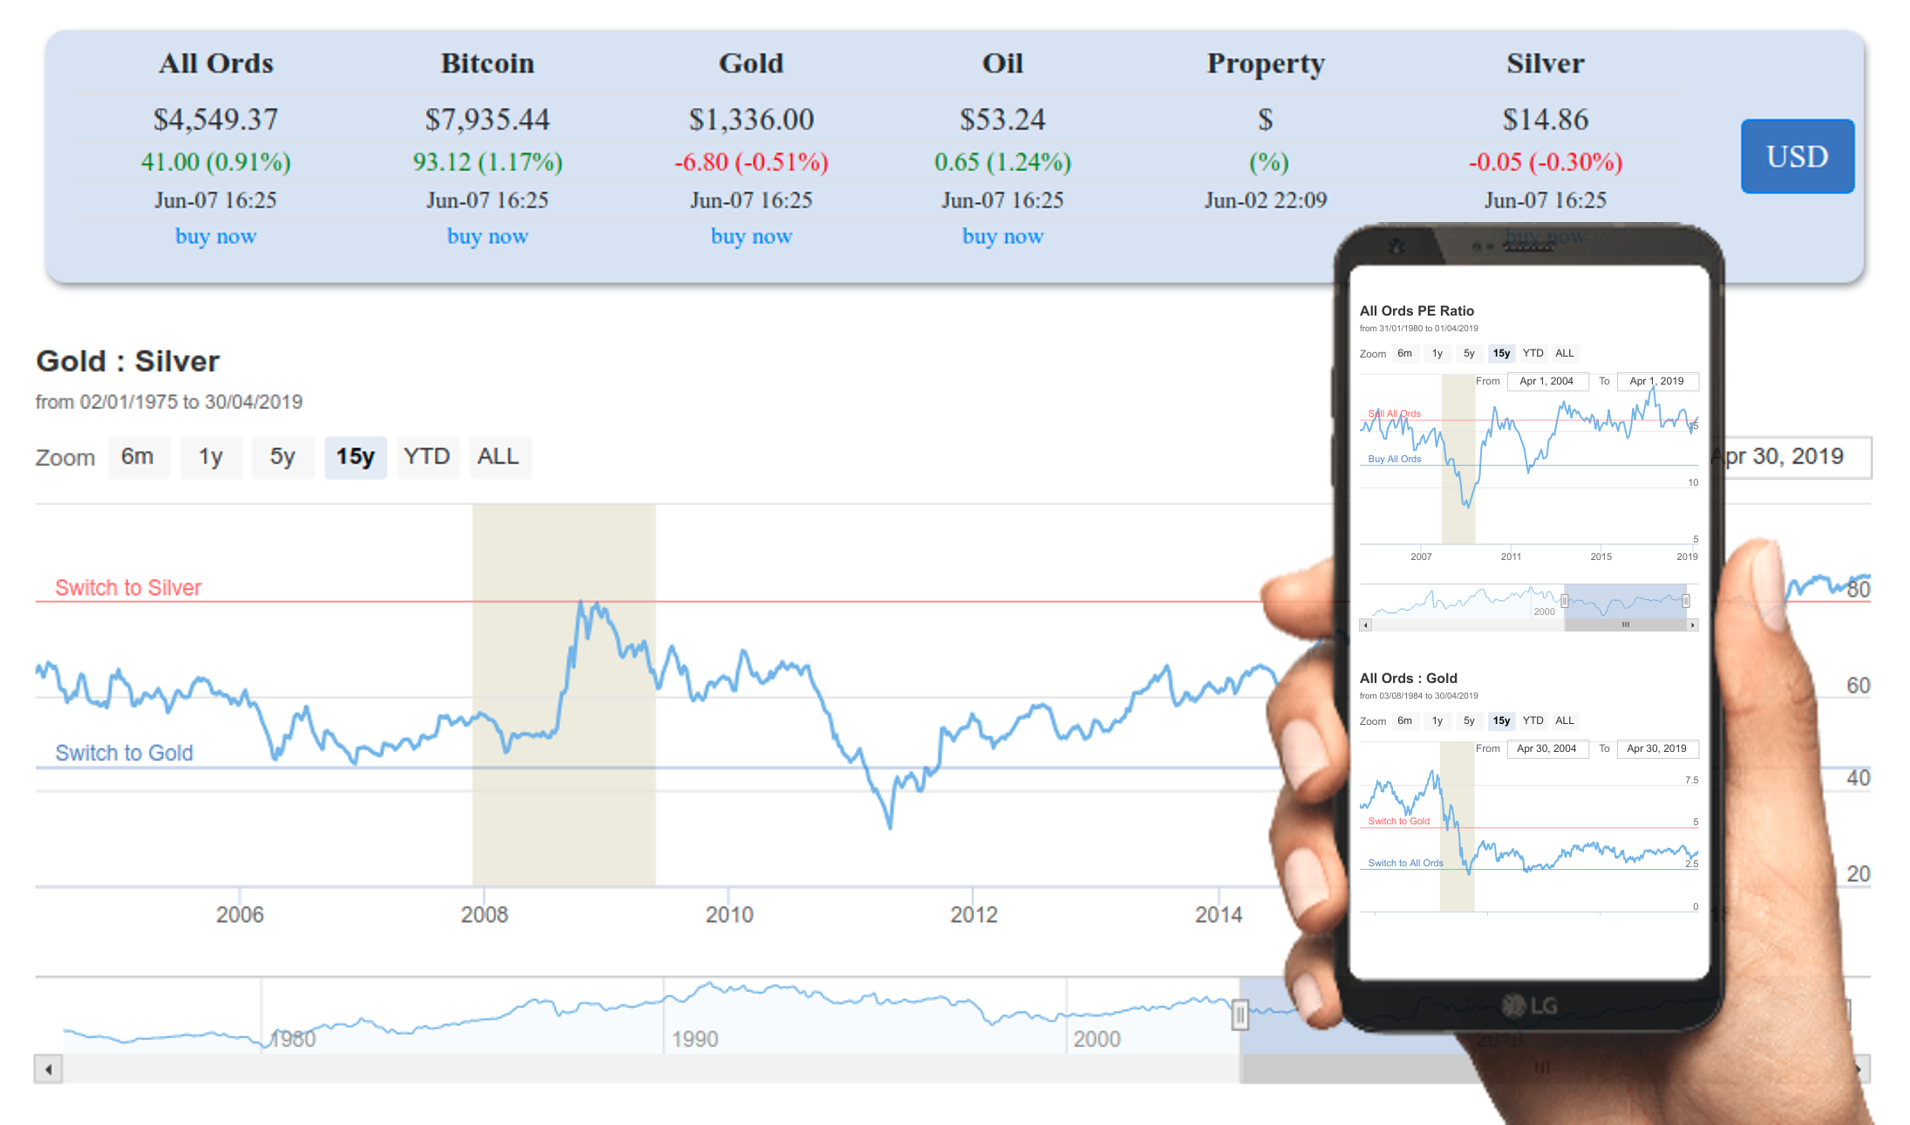 All Ords Bitcoin Gold Oil Property Silver
$4,549.37 $7,935.44 $1,336.00 $53.24 $ $14.86
41.00 (0.91%) 93.12 (1.17%) -6.80 (-0.51%) 0.65 (1.24%) (%) -0.05 (-0.30%)
Jun-07 16:25 Jun-07 16:25 Jun-07 16:25 Jun-07 16:25 Jun-02 22:09 Jun-07 16:25
buy now buy now buy now buy now buy now
USD
Gold : Silver
from 02/01/1975 to 30/04/2019
Zoom 6m 1y 5y 15y YTD ALL
Apr 30, 2019
Switch to Silver
80
60
Switch to Gold
40
20
2006 2008 2010 2012 2014
1980 1990 2000 2010
All Ords PE Ratio
from 31/01/1980 to 01/04/2019
Zoom 6m 1y 5y 15y YTD ALL
From Apr 1, 2004 To Apr 1, 2019
Sell All Ords
15
Buy All Ords
10
5
2007 2011 2015 2019
2000
All Ords : Gold
from 03/08/1984 to 30/04/2019
Zoom 6m 1y 5y 15y YTD ALL
From Apr 30, 2004 To Apr 30, 2019
7.5
Switch to Gold
5
Switch to All Ords
2.5
0
LG